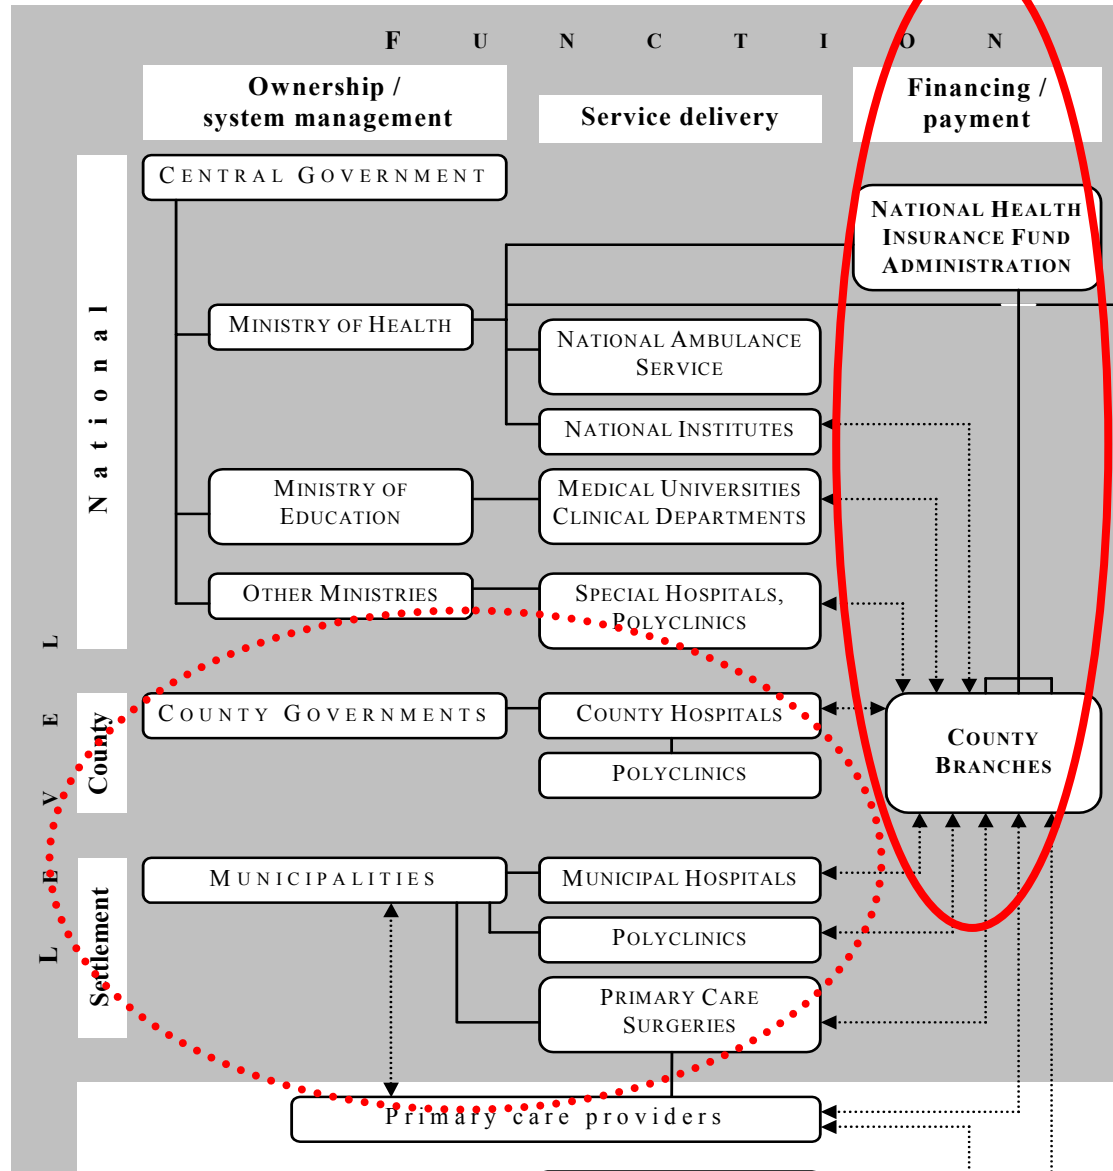 F U N C T I O N
Ownership /
system management
Service delivery
Financing /
payment
National
CENTRAL GOVERNMENT
NATIONAL HEALTH
INSURANCE FUND
ADMINISTRATION
MINISTRY OF HEALTH
NATIONAL AMBULANCE
SERVICE
NATIONAL INSTITUTES
MINISTRY OF
EDUCATION
MEDICAL UNIVERSITIES
CLINICAL DEPARTMENTS
OTHER MINISTRIES
SPECIAL HOSPITALS,
POLYCLINICS
L E V E L
County
COUNTY GOVERNMENTS
COUNTY HOSPITALS
POLYCLINICS
COUNTY
BRANCHES
Settlement
MUNICIPALITIES
MUNICIPAL HOSPITALS
POLYCLINICS
PRIMARY CARE
SURGERIES
Primary care providers